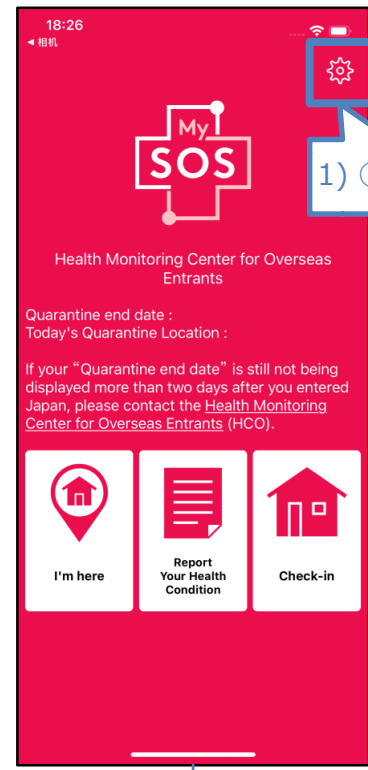 18:26
◀ 相机
My
SOS
1)
Health Monitoring Center for Overseas
Entrants
Quarantine end date :
Today's Quarantine Location :
If your “Quarantine end date” is still not being
displayed more than two days after you entered
Japan, please contact the Health Monitoring
Center for Overseas Entrants (HCO).
I'm here
Report
Your Health
Condition
Check-in